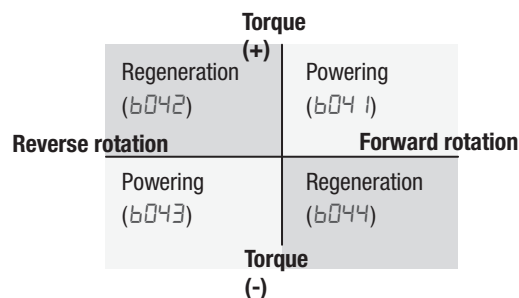 Torque
(+)
Regeneration
(b042)
Powering
(b041)
Reverse rotation
Forward rotation
Powering
(b043)
Regeneration
(b044)
Torque
(-)